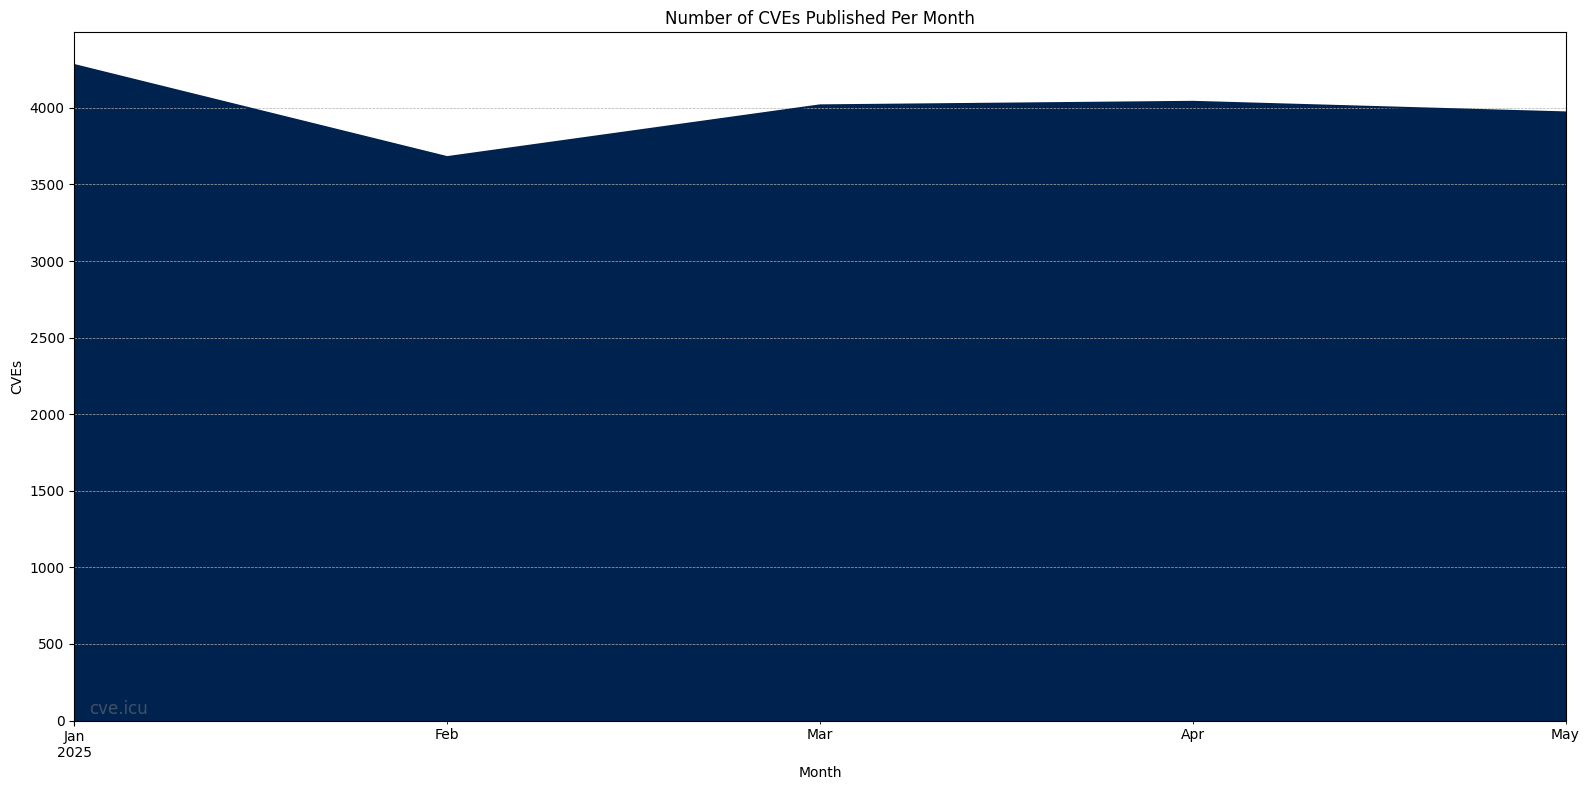 Number of CVEs Published Per Month
CVEs
4000
3500
3000
2500
2000
1500
1000
500
0
cve.icu
Jan
2025
Feb
Mar
Apr
May
Month